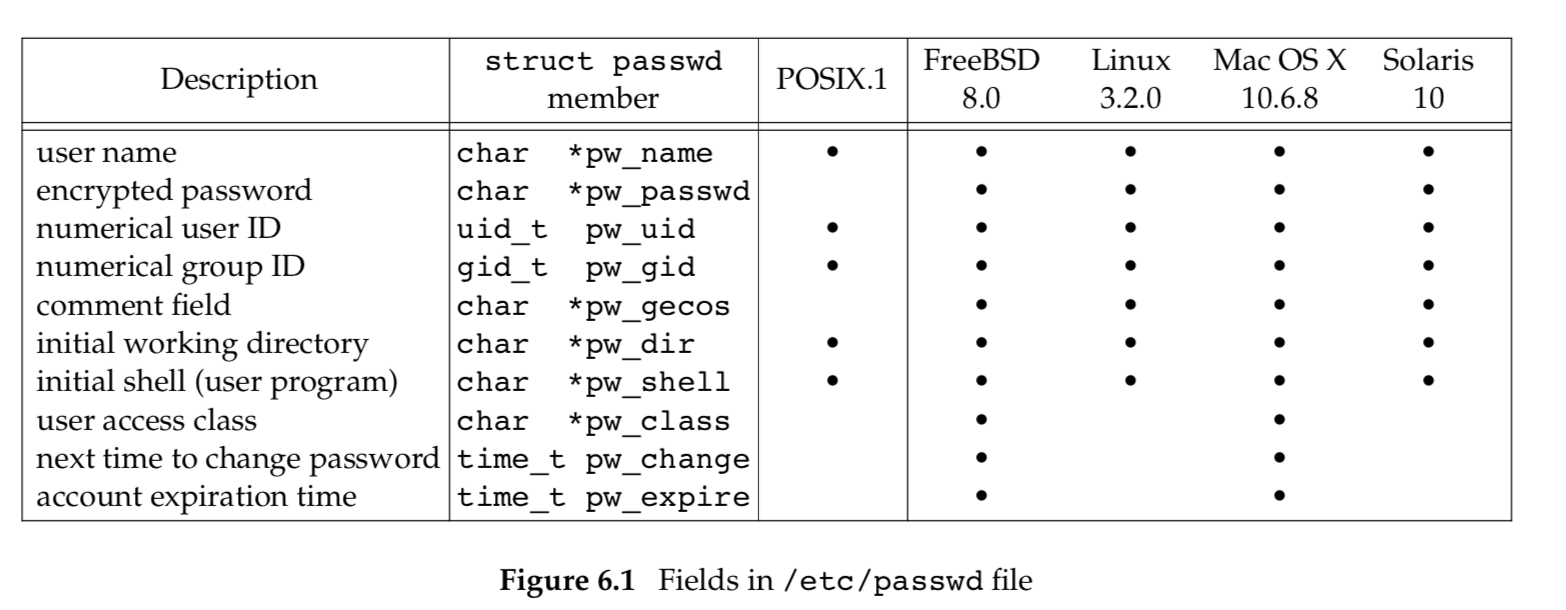 Description struct passwd member POSIX.1 FreeBSD 8.0 Linux 3.2.0 Mac OS X 10.6.8 Solaris 10
user name char *pw_name • • • • •
encrypted password char *pw_passwd • • • •
numerical user ID uid_t pw_uid • • • • •
numerical group ID gid_t pw_gid • • • • •
comment field char *pw_gecos • • • •
initial working directory char *pw_dir • • • • •
initial shell (user program) char *pw_shell • • • • •
user access class char *pw_class • •
next time to change password time_t pw_change • •
account expiration time time_t pw_expire • •
Figure 6.1 Fields in /etc/passwd file